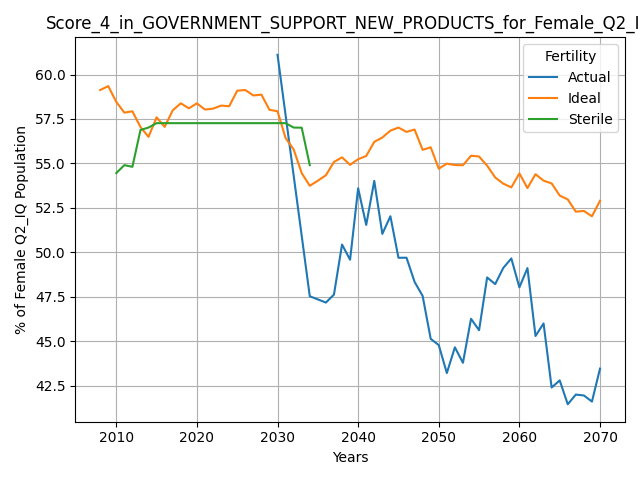 Score_4_in_GOVERNMENT_SUPPORT_NEW_PRODUCTS_for_Female_Q2_I
Fertility
Actual
Ideal
Sterile
% of Female Q2_IQ Population
60.0
57.5
55.0
52.5
50.0
47.5
45.0
42.5
2010 2020 2030 2040 2050 2060 2070
Years